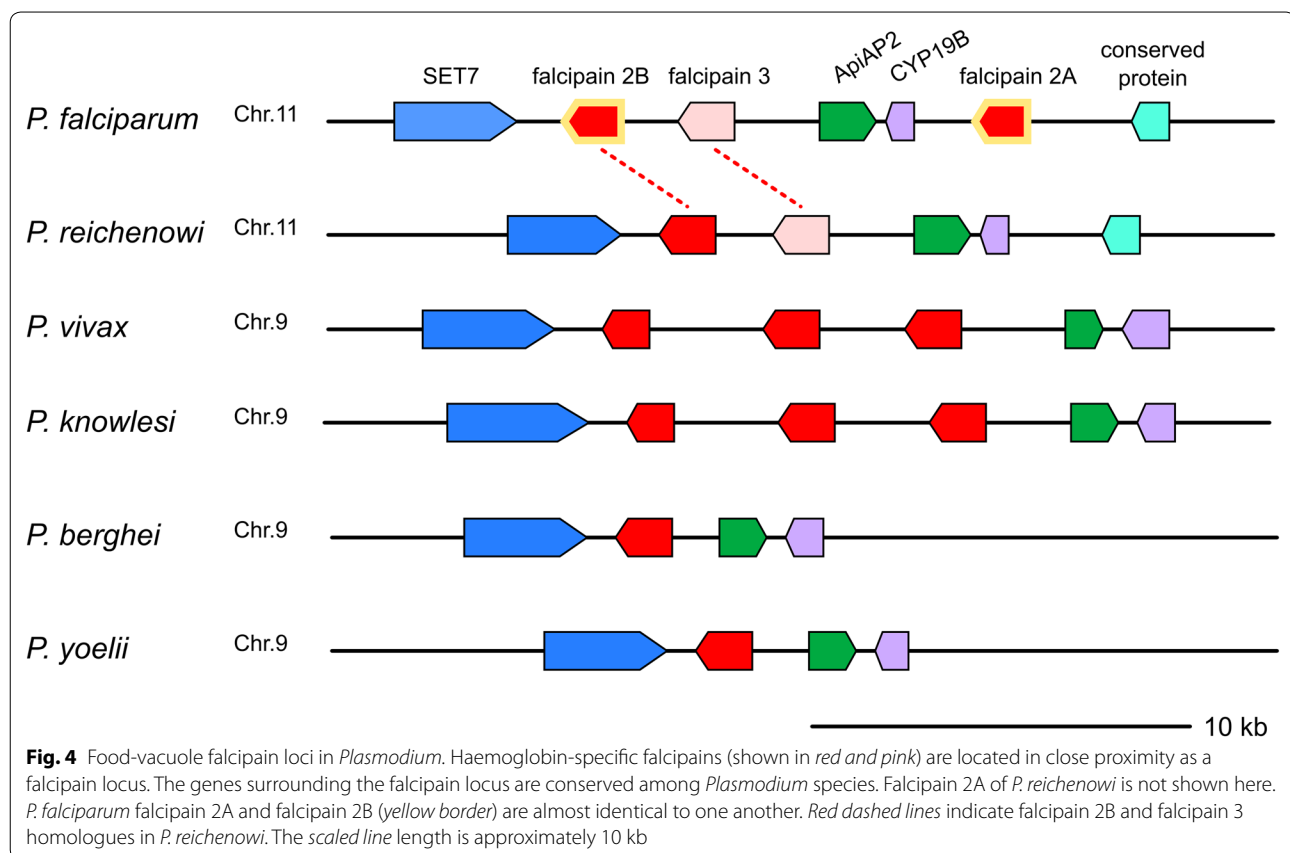 SET7 falcipain 2B falcipain 3 ApiAP2 CYP19B falcipain 2A conserved protein
P. falciparum Chr.11
P. reichenowi Chr.11
P. vivax Chr.9
P. knowlesi Chr.9
P. berghei Chr.9
P. yoelii Chr.9
10 kb
Fig. 4 Food-vacuole falcipain loci in Plasmodium. Haemoglobin-specific falcipains (shown in red and pink) are located in close proximity as a
falcipain locus. The genes surrounding the falcipain locus are conserved among Plasmodium species. Falcipain 2A of P. reichenowi is not shown here.
P. falciparum falcipain 2A and falcipain 2B (yellow border) are almost identical to one another. Red dashed lines indicate falcipain 2B and falcipain 3
homologues in P. reichenowi. The scaled line length is approximately 10 kb